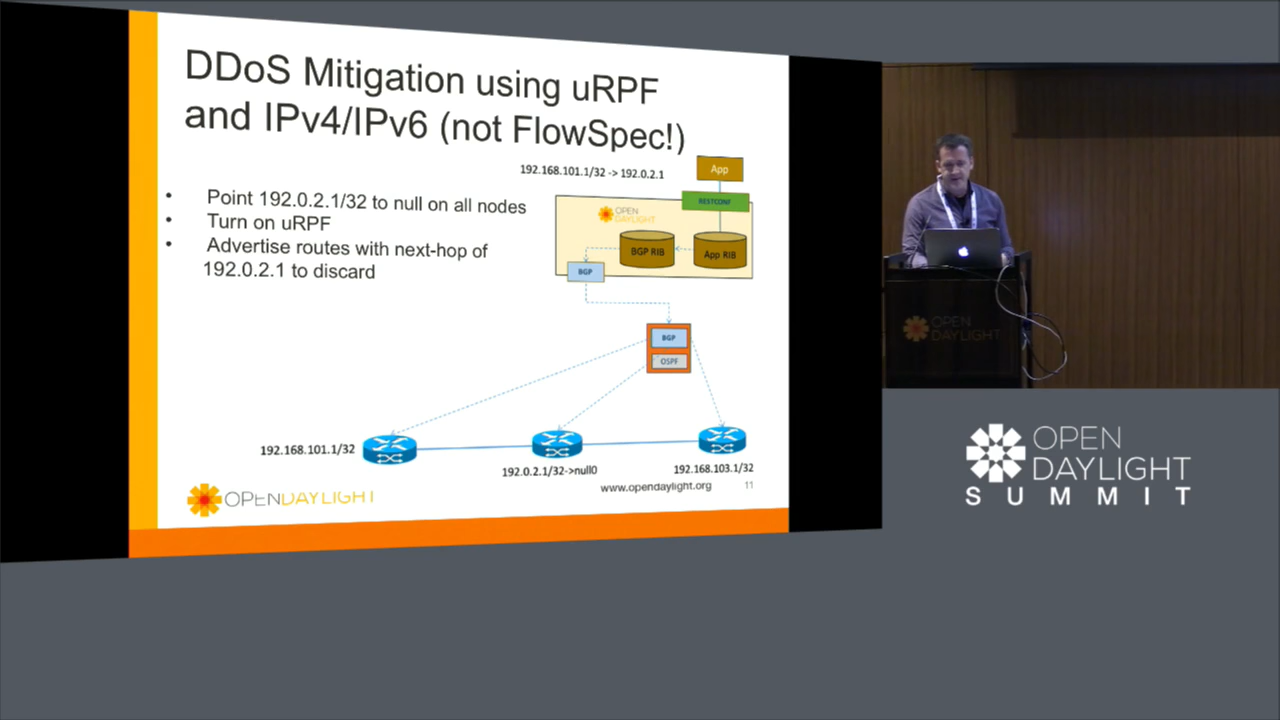 DDoS Mitigation using uRPF
and IPv4/IPv6 (not FlowSpec!)
192.168.101.1/32 -> 192.0.2.1
App
RESTCONF
• Point 192.0.2.1/32 to null on all nodes
• Turn on uRPF
• Advertise routes with next-hop of
192.0.2.1 to discard
OPEN
DAYLIGHT
BGP RIB
App RIB
BGP
BGP
OSPF
192.168.101.1/32
192.0.2.1/32->null0
192.168.103.1/32
www.opendaylight.org
11
OPENDAYLIGHT
OPEN
DAYLIGHT
OPEN
DAYLIGHT
SUMMIT